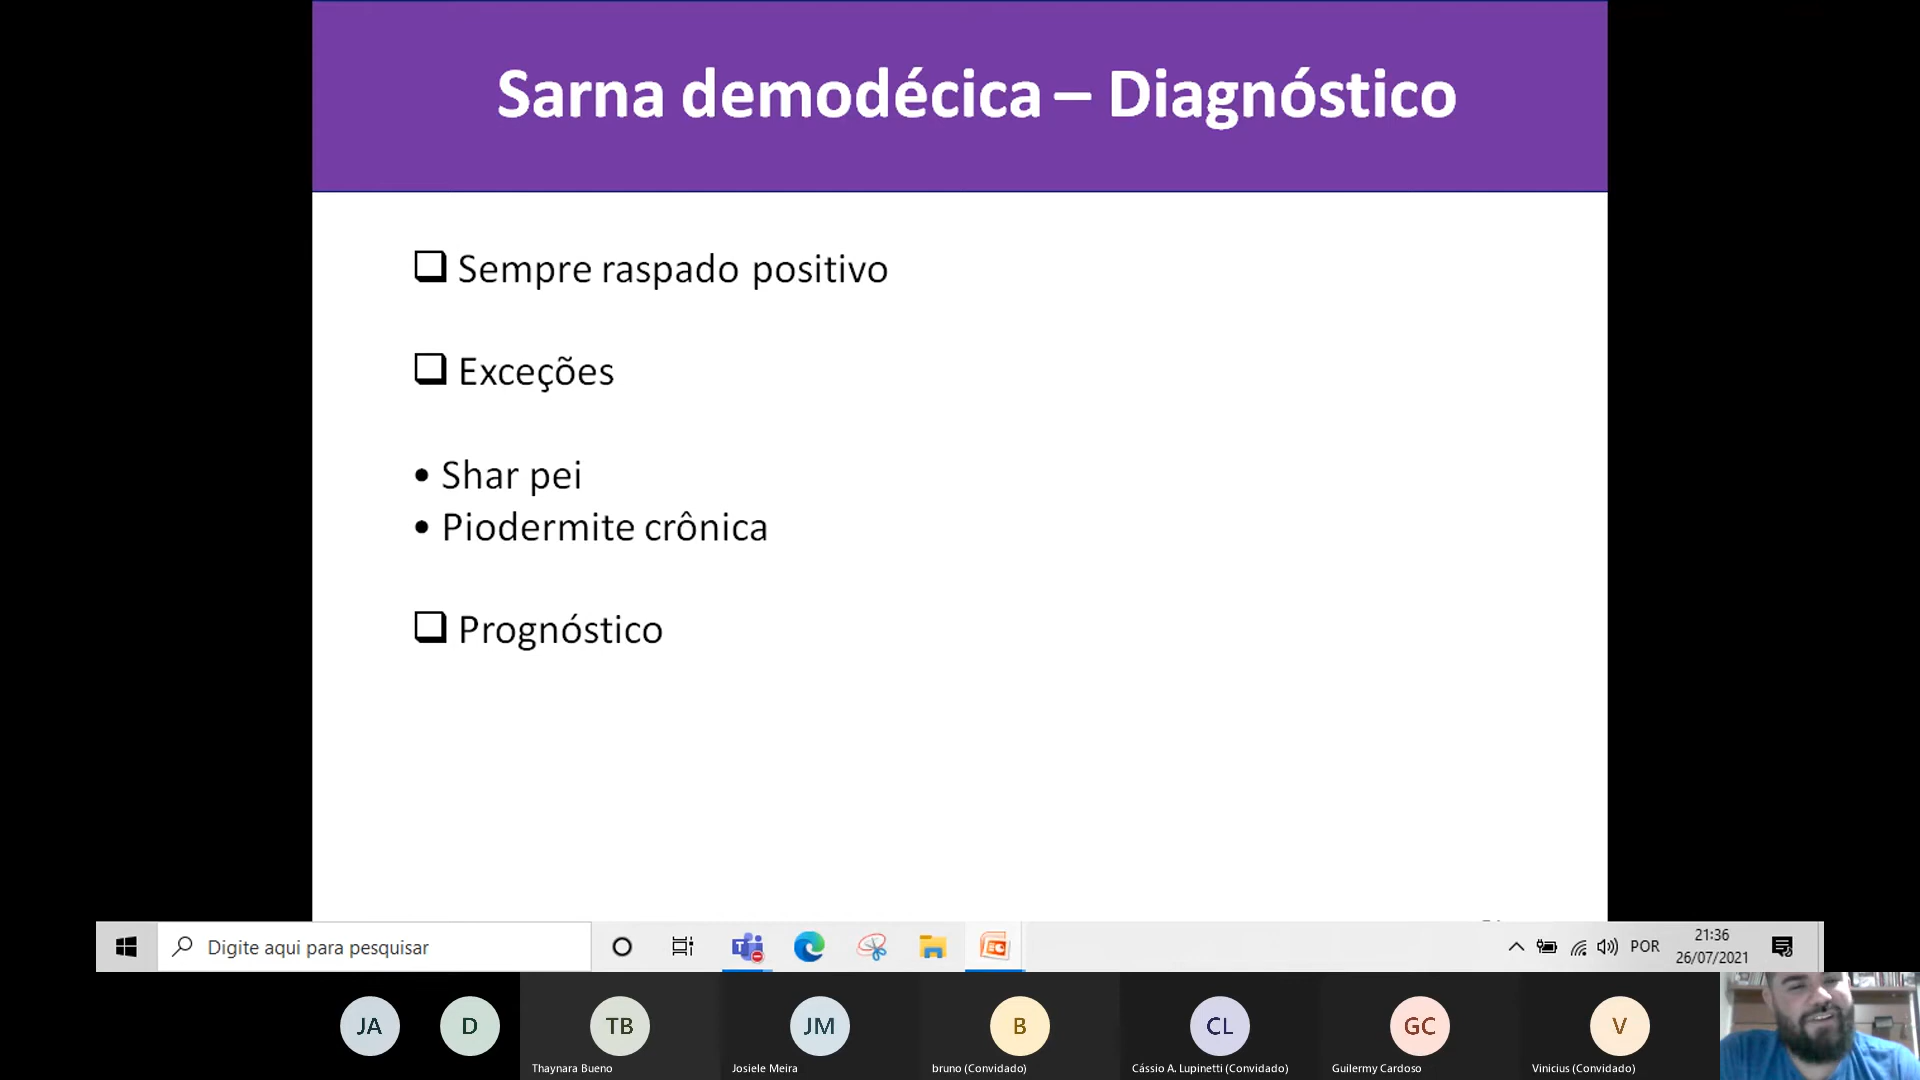 Sarna demodécica – Diagnóstico
Sempre raspado positivo
Exceções
• Shar pei
• Piodermite crônica
Prognóstico
Digite aqui para pesquisar
POR
21:36
26/07/2021
JA
D
TB
JM
B
CL
GC
V
Thaynara Bueno
Josiele Meira
bruno (Convidado)
Cássio A. Lupinetti (Convidado)
Guilermy Cardoso
Vinicius (Convidado)